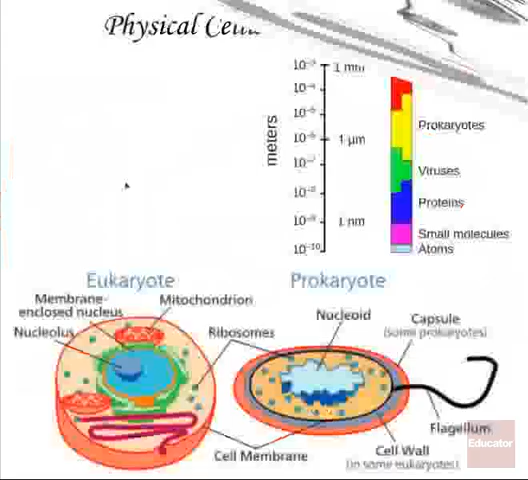 Physical
10⁻³ 1 mm
10⁻⁴
10⁻⁵
10⁻⁶ 1 µm
10⁻⁷
10⁻⁸
10⁻⁹ 1 nm
10⁻¹⁰
meters
Prokaryotes
Viruses
Proteins
Small molecules
Atoms
Eukaryote
Membrane-
enclosed nucleus
Mitochondrion
Nucleolus
Ribosomes
Cell Membrane
Prokaryote
Nucleoid
Capsule
(some prokaryotes)
Flagellum
Cell Wall
(in some eukaryotes)
Educator